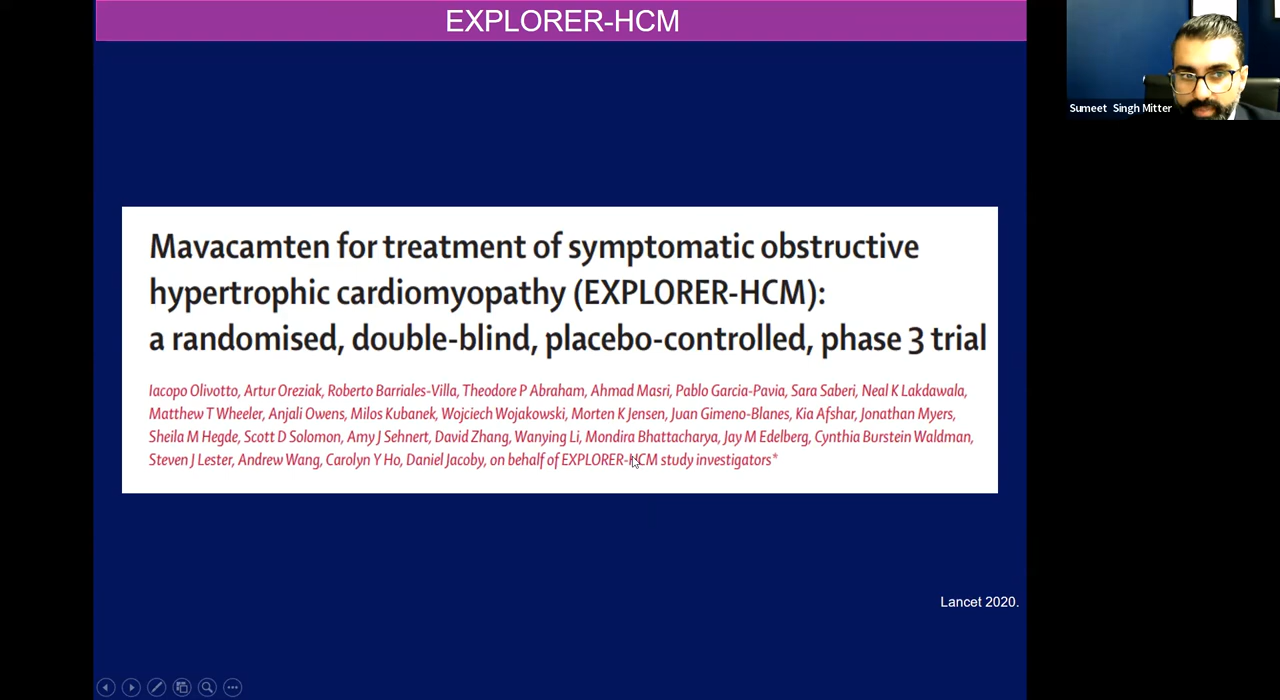 EXPLORER-HCM
Sumeet Singh Mitter
Mavacamten for treatment of symptomatic obstructive
hypertrophic cardiomyopathy (EXPLORER-HCM):
a randomised, double-blind, placebo-controlled, phase 3 trial
Iacopo Olivotto, Artur Oreziak, Roberto Barriales-Villa, Theodore P Abraham, Ahmad Masri, Pablo Garcia-Pavia, Sara Saberi, Neal K Lakdawala,
Matthew T Wheeler, Anjali Owens, Milos Kubanek, Wojciech Wojakowski, Morten K Jensen, Juan Gimeno-Blanes, Kia Afshar, Jonathan Myers,
Sheila M Hegde, Scott D Solomon, Amy J Sehnert, David Zhang, Wanying Li, Mondira Bhattacharya, Jay M Edelberg, Cynthia Burstein Waldman,
Steven J Lester, Andrew Wang, Carolyn Y Ho, Daniel Jacoby, on behalf of EXPLORER-HCM study investigators*
Lancet 2020.